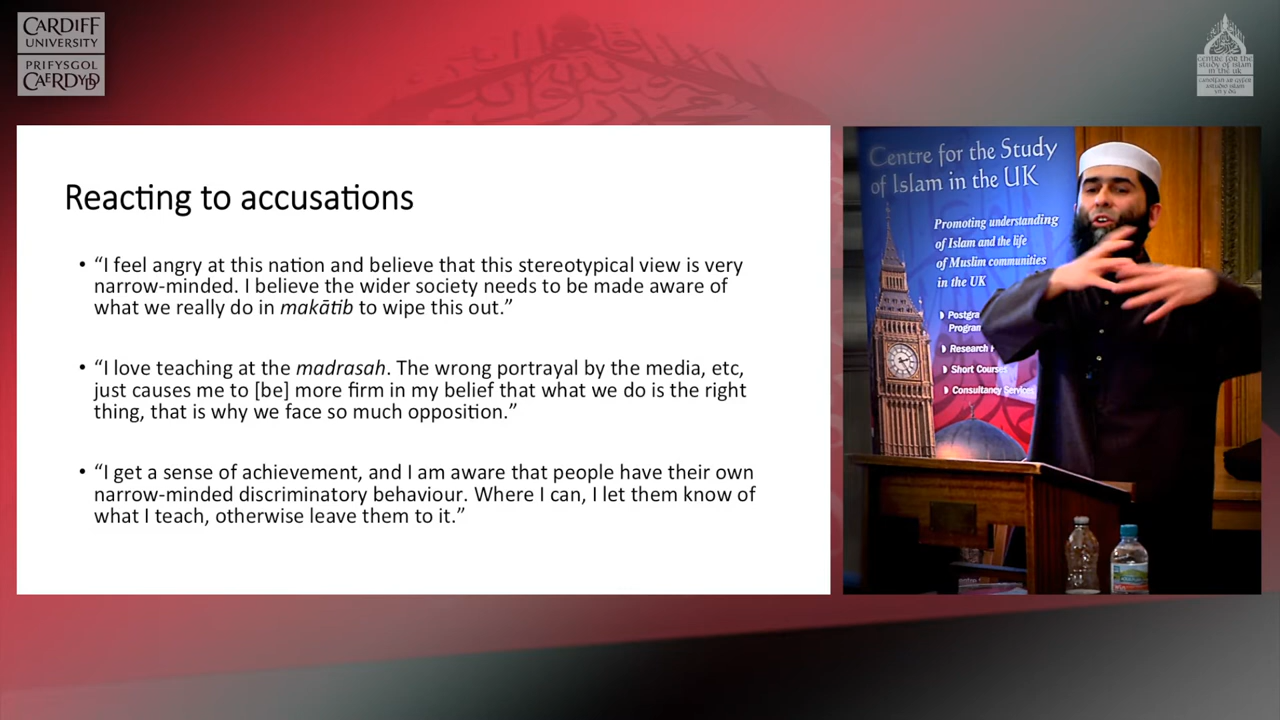 CARDIFF
UNIVERSITY
PRIFYSGOL
CAERDYDD
CENTRE FOR THE
STUDY OF ISLAM
IN THE UK
Reacting to accusations
• “I feel angry at this nation and believe that this stereotypical view is very
narrow-minded. I believe the wider society needs to be made aware of
what we really do in makātib to wipe this out.”
• “I love teaching at the madrasah. The wrong portrayal by the media, etc,
just causes me to [be] more firm in my belief that what we do is the right
thing, that is why we face so much opposition.”
• “I get a sense of achievement, and I am aware that people have their own
narrow-minded discriminatory behaviour. Where I can, I let them know of
what I teach, otherwise leave them to it.”
Centre for the Study
of Islam in the UK
Promoting understanding
of Islam and the life
of Muslim communities
in the UK
Postgra
Program
Research
Short Courses
Consultancy Services